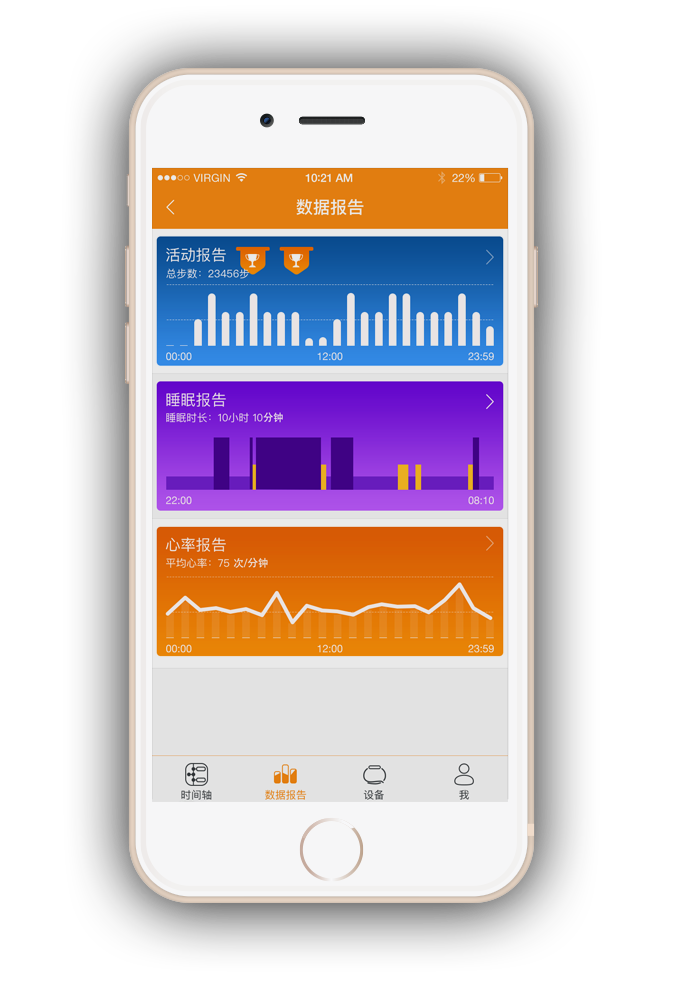 VIRGIN 10:21 AM 22%
数据报告
活动报告
总步数：23456步
00:00 12:00 23:59
睡眠报告
睡眠时长：10小时 10分钟
22:00 08:10
心率报告
平均心率：75 次/分钟
00:00 12:00 23:59
时间轴 数据报告 设备 我